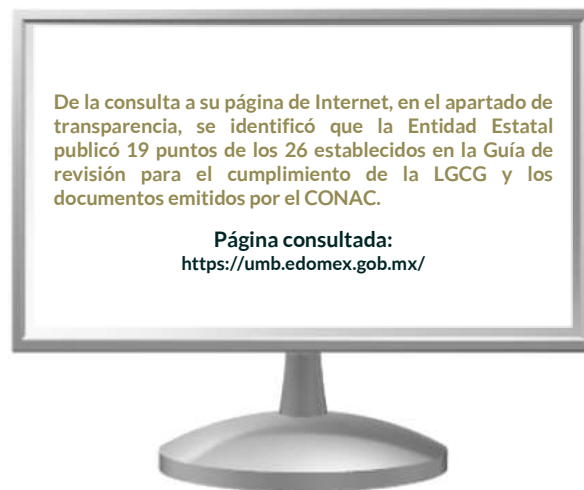 De la consulta a su página de Internet, en el apartado de
transparencia, se identificó que la Entidad Estatal
publicó 19 puntos de los 26 establecidos en la Guía de
revisión para el cumplimiento de la LGCG y los
documentos emitidos por el CONAC.
Página consultada:
https://umb.edomex.gob.mx/